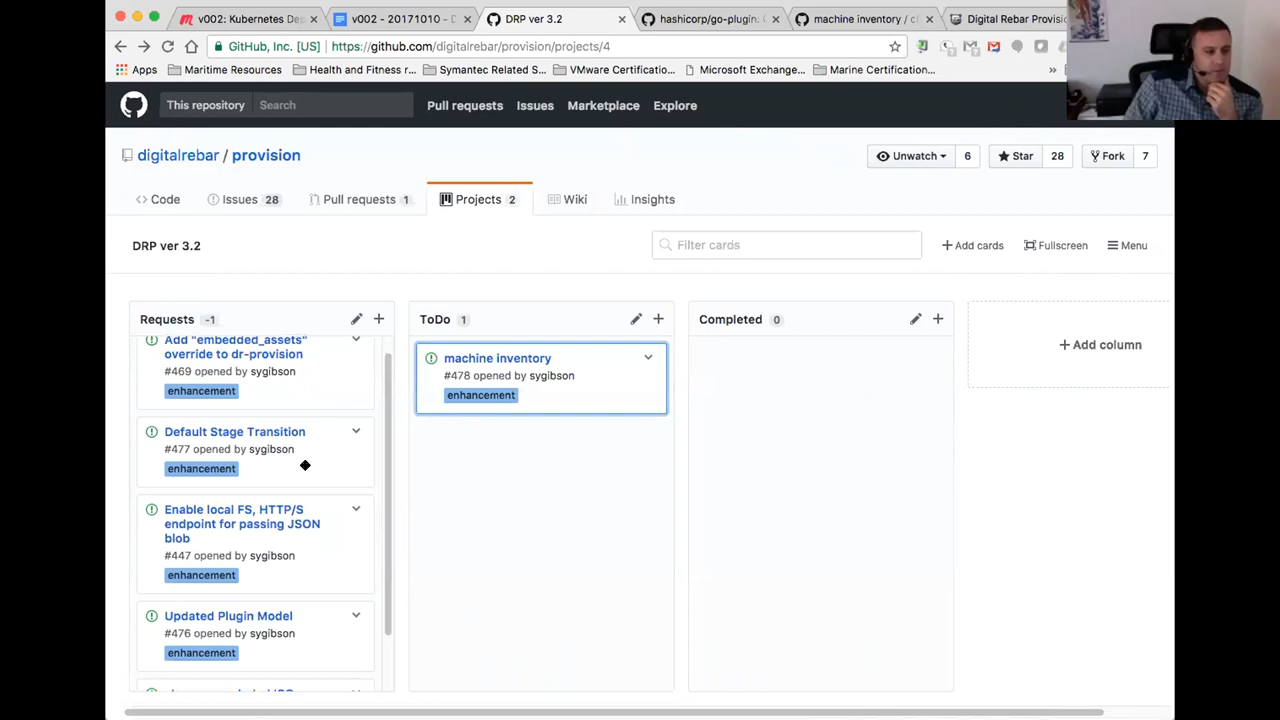 v002: Kubernetes Dep
v002 - 20171010 - D
DRP ver 3.2
hashicorp/go-plugin: G
machine inventory / cl
Digital Rebar Provisio
GitHub, Inc. [US]
https://github.com/digitalrebar/provision/projects/4
Apps
Maritime Resources
Health and Fitness r...
Symantec Related S...
VMware Certificatio...
Microsoft Exchange...
Marine Certification...
»
This repository
Search
Pull requests
Issues
Marketplace
Explore
digitalrebar / provision
Unwatch
6
Star
28
Fork
7
Code
Issues 28
Pull requests 1
Projects 2
Wiki
Insights
DRP ver 3.2
Filter cards
Add cards
Fullscreen
Menu
Requests -1
Add "embedded_assets"
override to dr-provision
#469 opened by sygibson
enhancement
Default Stage Transition
#477 opened by sygibson
enhancement
Enable local FS, HTTP/S
endpoint for passing JSON
blob
#447 opened by sygibson
enhancement
Updated Plugin Model
#476 opened by sygibson
enhancement
ToDo 1
machine inventory
#478 opened by sygibson
enhancement
Completed 0
Add column